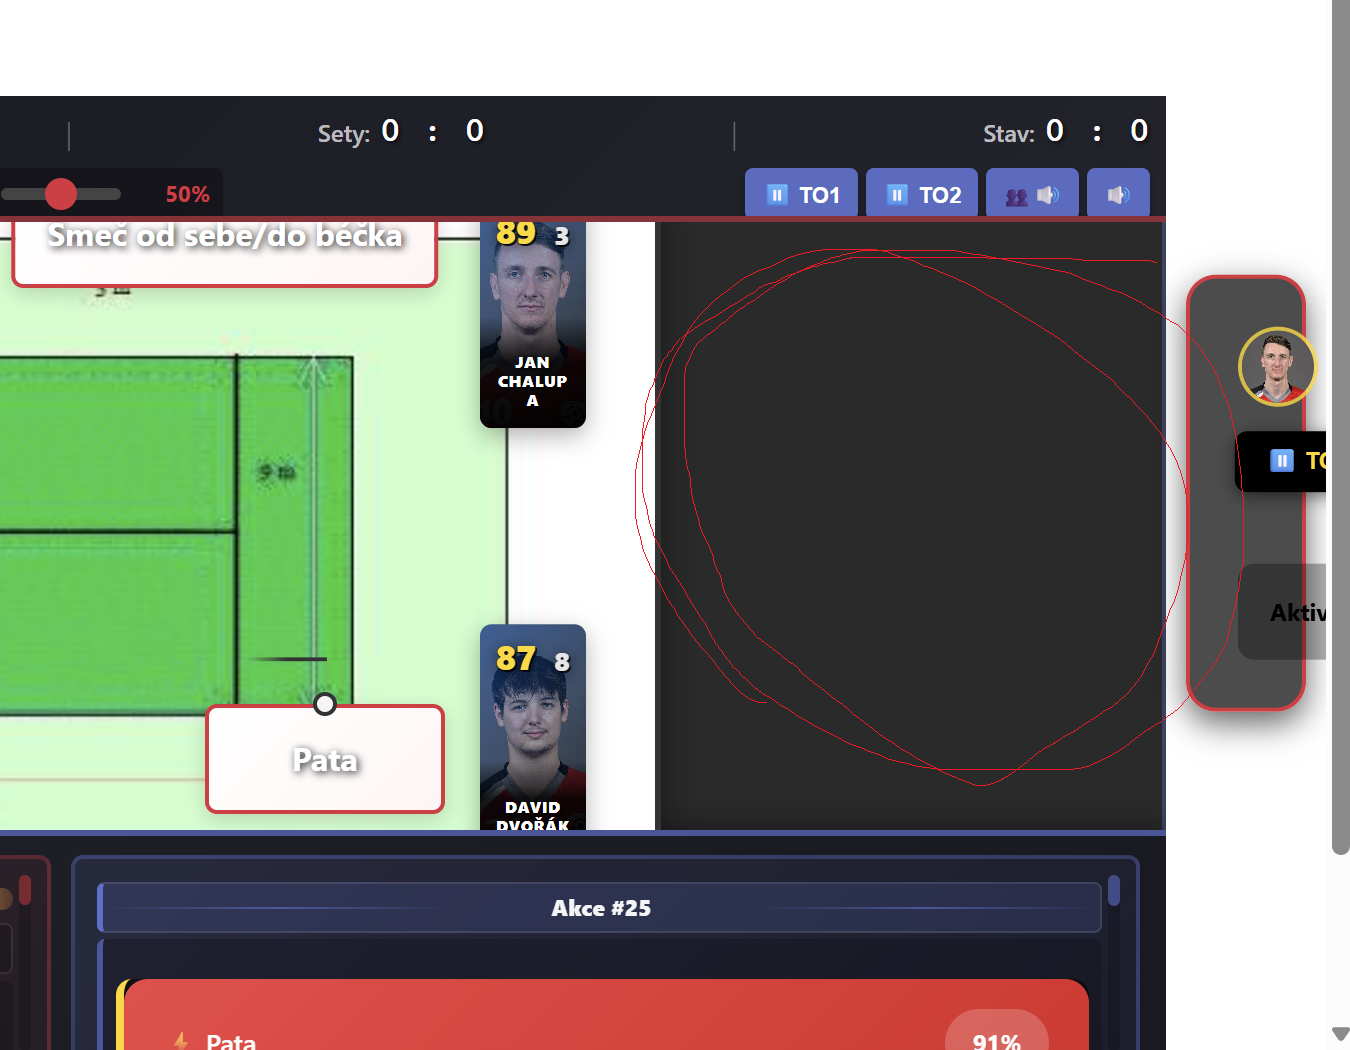 Sety: 0 : 0
Stav: 0 : 0
50%
TO1
TO2
Smeč od sebe/do béčka
89 3
JAN
CHALUP
A
9 m
TO
Aktiv
87 8
DAVID
DVOŘÁK
Pata
Akce #25
Pata
91%